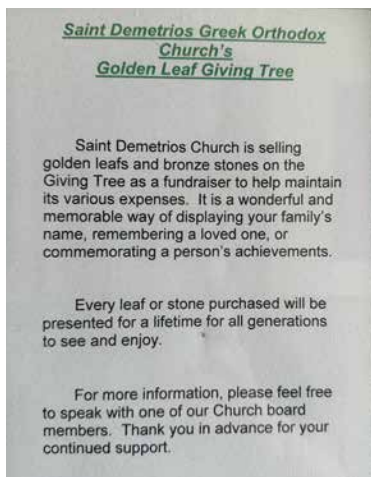 Saint Demetrios Greek Orthodox
Church's
Golden Leaf Giving Tree
Saint Demetrios Church is selling
golden leafs and bronze stones on the
Giving Tree as a fundraiser to help maintain
its various expenses. It is a wonderful and
memorable way of displaying your family's
name, remembering a loved one, or
commemorating a person's achievements.
Every leaf or stone purchased will be
presented for a lifetime for all generations
to see and enjoy.
For more information, please feel free
to speak with one of our Church board
members. Thank you in advance for your
continued support.